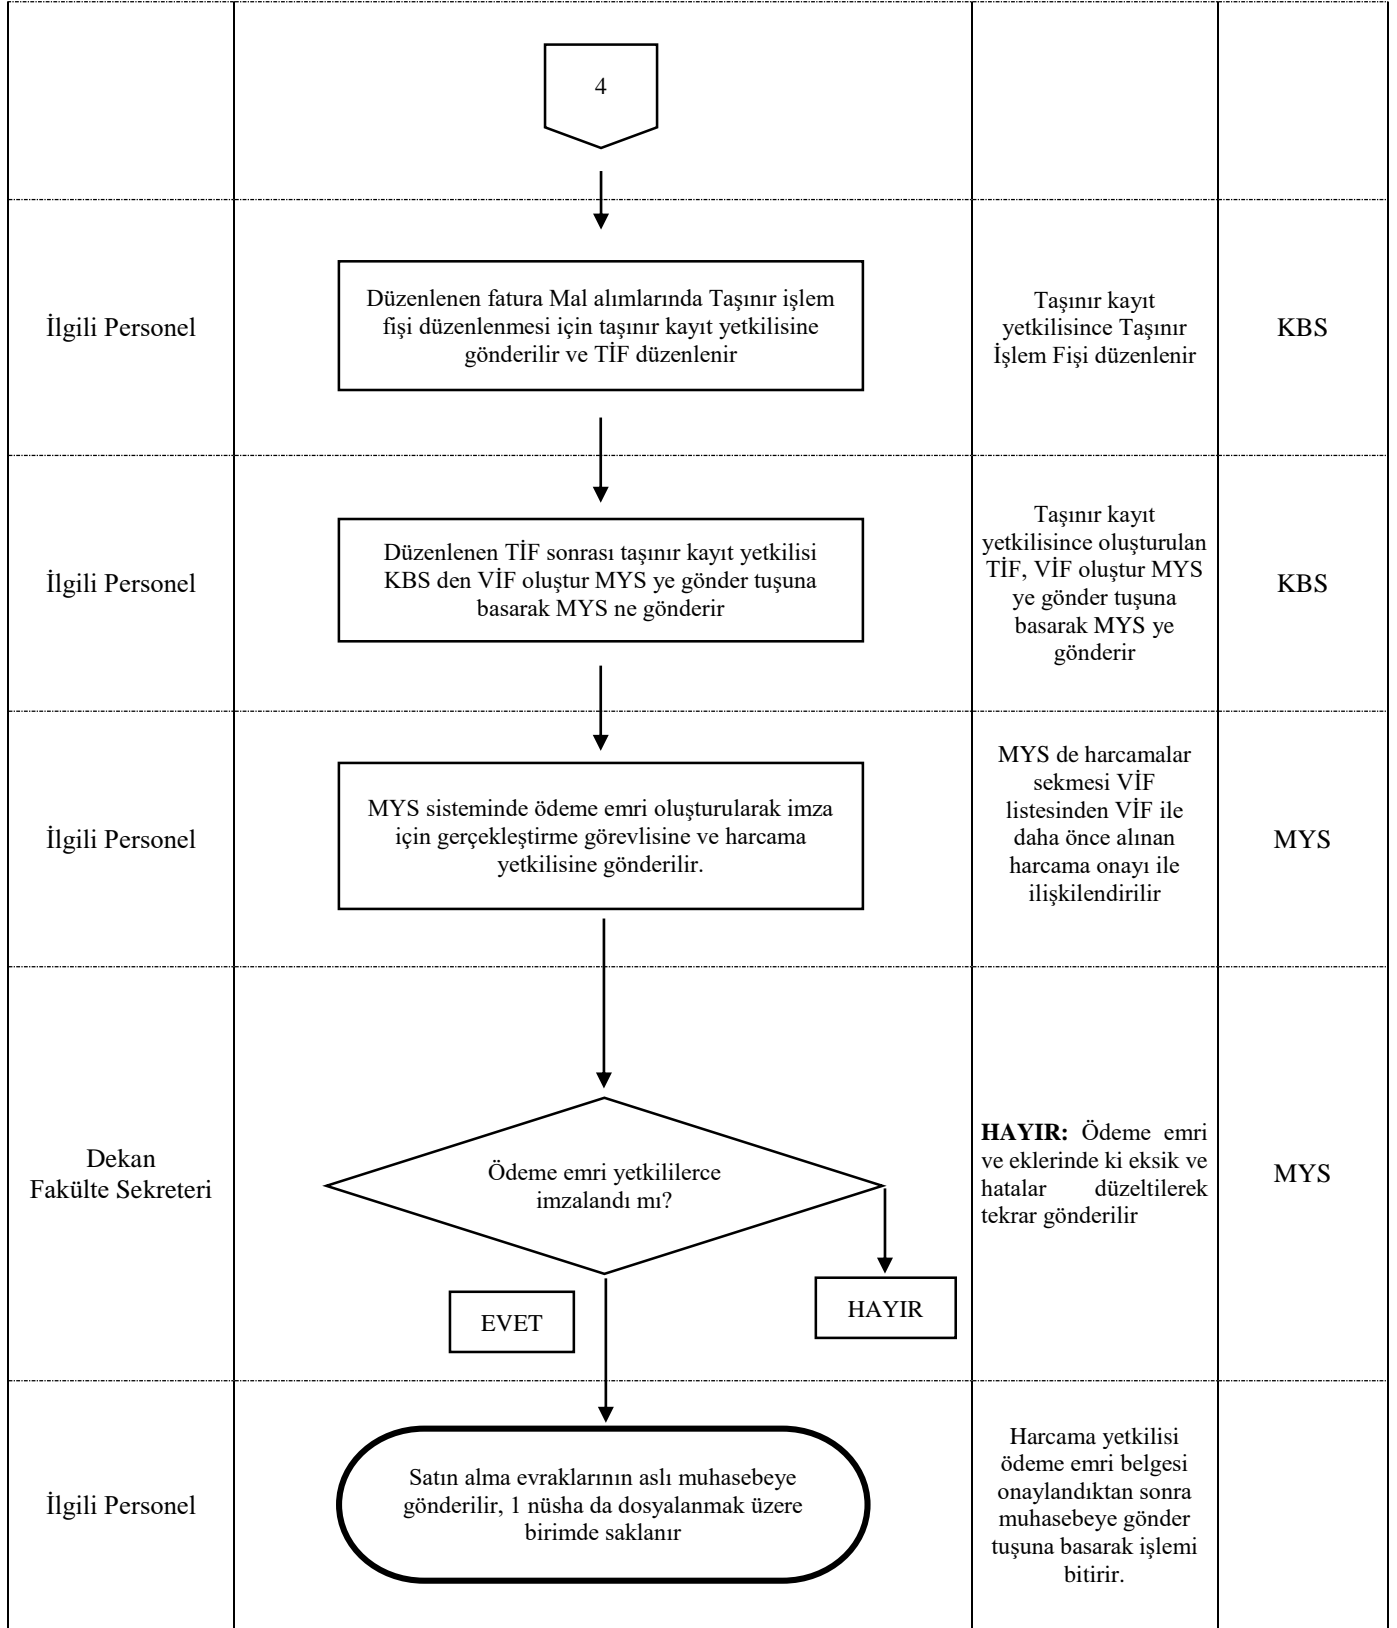 4
İlgili Personel
Düzenlenen fatura Mal alımlarında Taşınır işlem
fişi düzenlenmesi için taşınır kayıt yetkilisine
gönderilir ve TİF düzenlenir
Taşınır kayıt
yetkilisince Taşınır
İşlem Fişi düzenlenir
KBS
İlgili Personel
Düzenlenen TİF sonrası taşınır kayıt yetkilisi
KBS den VİF oluştur MYS ye gönder tuşuna
basarak MYS ne gönderir
Taşınır kayıt
yetkilisince oluşturulan
TİF, VİF oluştur MYS
ye gönder tuşuna
basarak MYS ye
gönderir
KBS
İlgili Personel
MYS sisteminde ödeme emri oluşturularak imza
için gerçekleştirme görevlisine ve harcama
yetkilisine gönderilir.
MYS de harcamalar
sekmesi VİF
listesinden VİF ile
daha önce alınan
harcama onayı ile
ilişkilendirilir
MYS
Dekan
Fakülte Sekreteri
Ödeme emri yetkililerce
imzalandı mı?
EVET
HAYIR
HAYIR: Ödeme emri
ve eklerinde ki eksik ve
hatalar düzeltilerek
tekrar gönderilir
MYS
İlgili Personel
Satın alma evraklarının aslı muhasebeye
gönderilir, 1 nüsha da dosyalanmak üzere
birimde saklanır
Harcama yetkilisi
ödeme emri belgesi
onaylandıktan sonra
muhasebeye gönder
tuşuna basarak işlemi
bitirir.